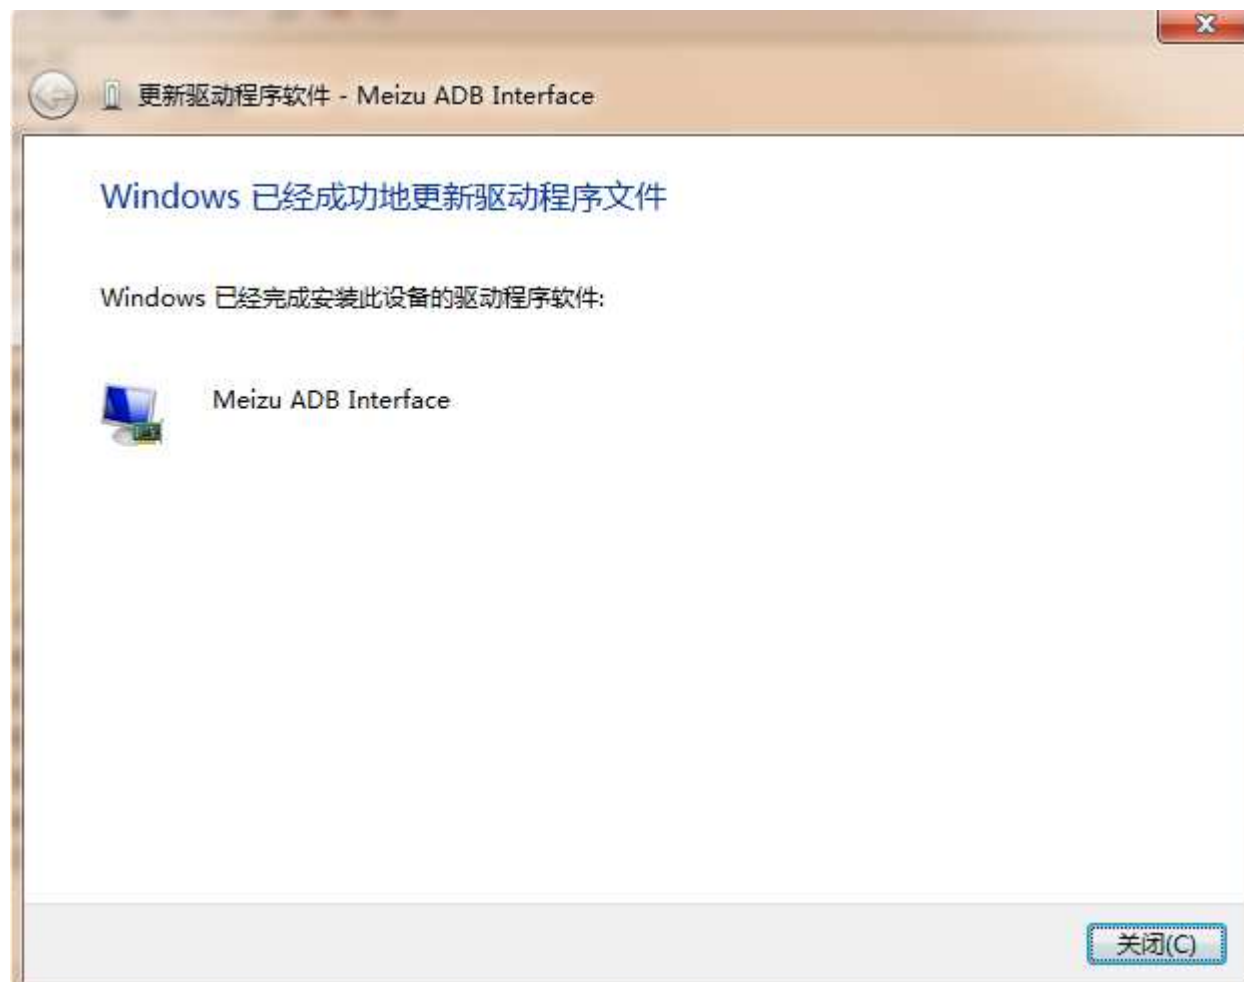 更新驱动程序软件 - Meizu ADB Interface
Windows 已经成功地更新驱动程序文件
Windows 已经完成安装此设备的驱动程序软件:
Meizu ADB Interface
关闭(C)